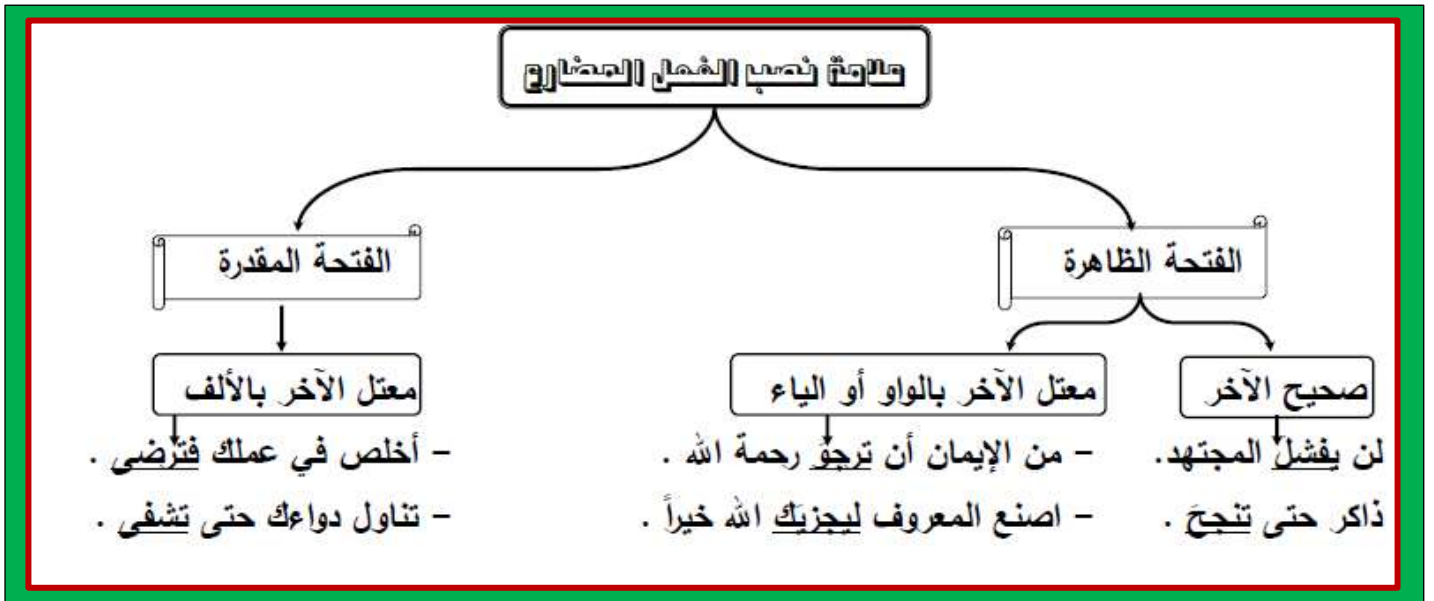 علامة نصب الفعل المضارع
الفتحة الظاهرة
الفتحة المقدرة
صحيح الآخر
معتل الآخر بالواو أو الياء
معتل الآخر بالألف
لن يفشل المجتهد.
ذاكر حتى تنجحَ .
– من الإيمان أن ترجوَ رحمة الله .
– اصنع المعروف ليجزيَك الله خيراً .
– أخلص في عملك فترضى .
– تناول دواءك حتى تشفى .